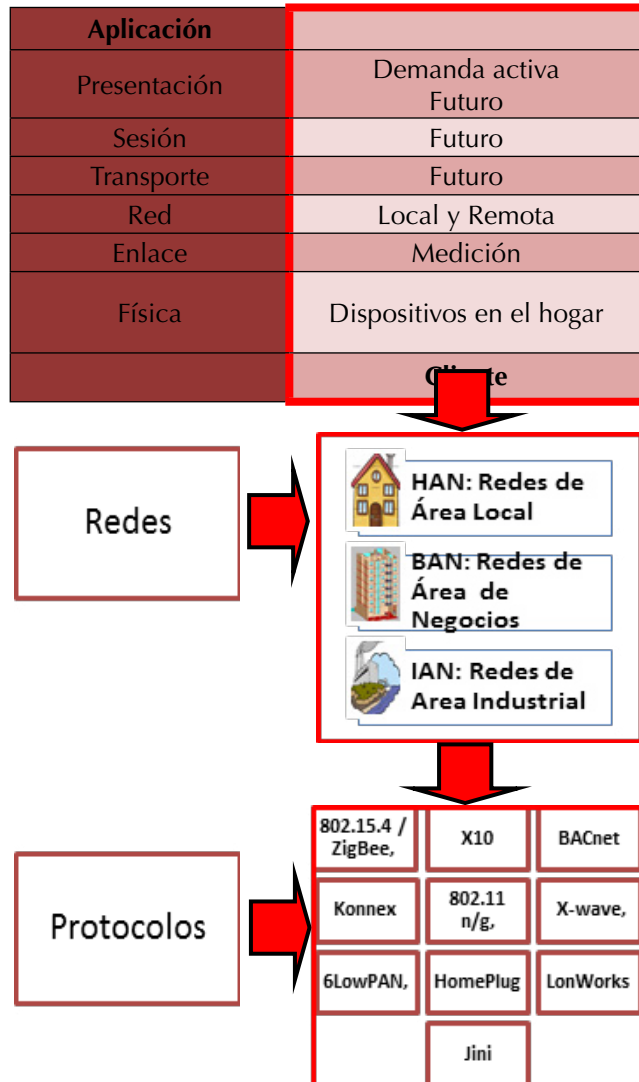 Aplicación
Presentación
Demanda activa
Futuro
Sesión
Futuro
Transporte
Futuro
Red
Local y Remota
Enlace
Medición
Física
Dispositivos en el hogar
Redes
HAN: Redes de
Área Local
BAN: Redes de
Área de
Negocios
IAN: Redes de
Area Industrial
Protocolos
802.15.4 /
ZigBee,
X10
BACnet
Konnex
802.11
n/g,
X-wave,
6LowPAN,
HomePlug
LonWorks
Jini